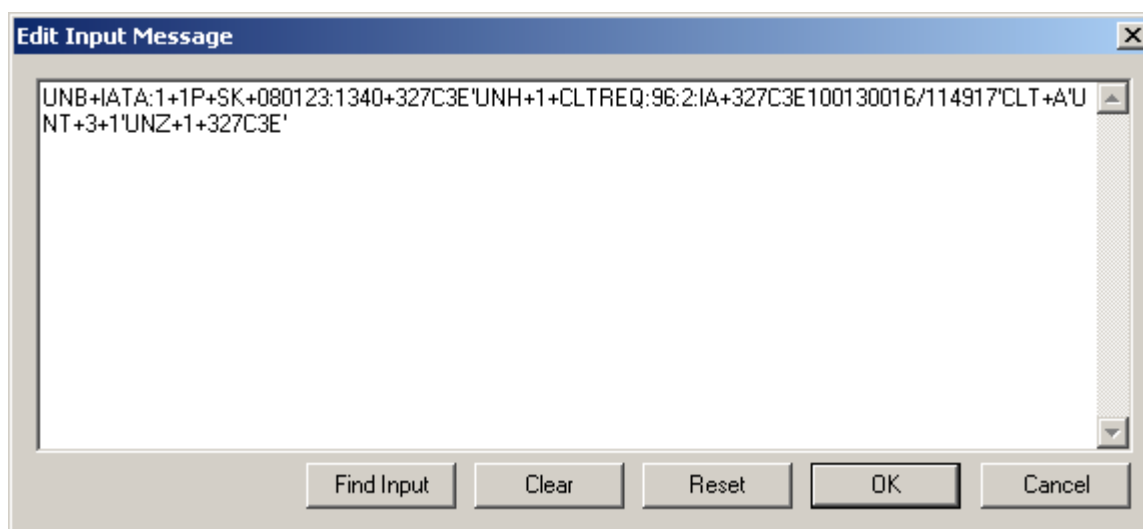 Edit Input Message
UNB+IATA:1+1P+SK+080123:1340+327C3E'UNH+1+CLTREQ:96:2:IA+327C3E100130016/114917'CLT+A'U
NT+3+1'UNZ+1+327C3E'
Find Input Clear Reset OK Cancel